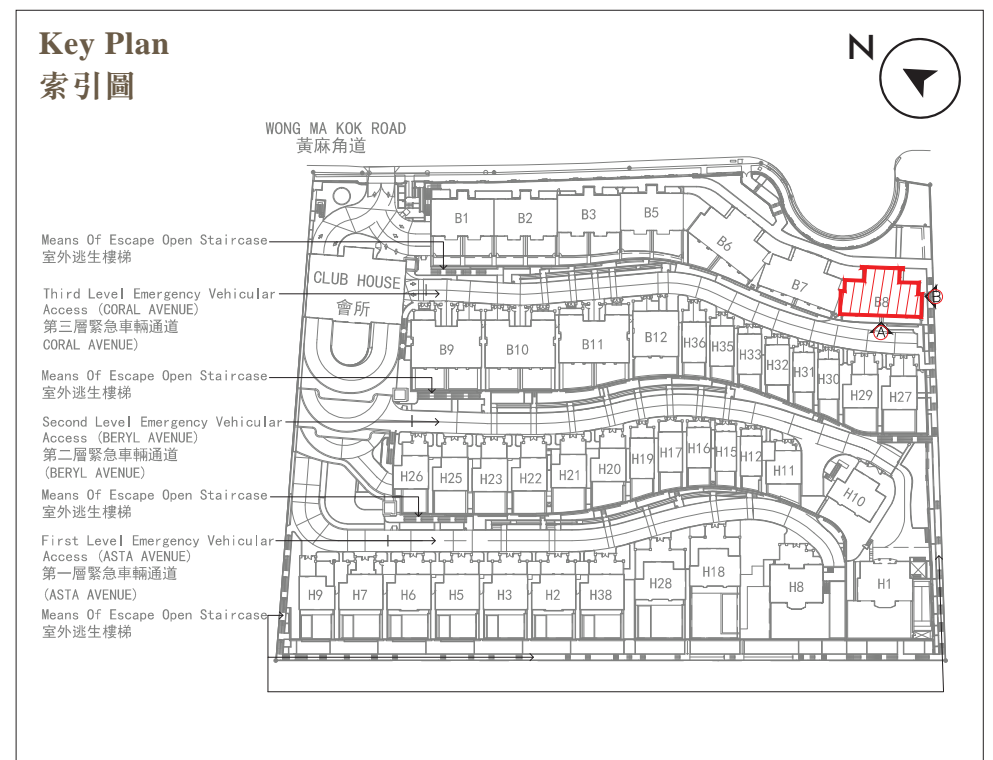 Key Plan
索引圖
N
WONG MA KOK ROAD
黃麻角道
Means Of Escape Open Staircase
室外逃生樓梯
CLUB HOUSE
會所
Third Level Emergency Vehicular
Access (CORAL AVENUE)
第三層緊急車輛通道
CORAL AVENUE)
Means Of Escape Open Staircase
室外逃生樓梯
Second Level Emergency Vehicular
Access (BERYL AVENUE)
第二層緊急車輛通道
(BERYL AVENUE)
Means Of Escape Open Staircase
室外逃生樓梯
First Level Emergency Vehicular
Access (ASTA AVENUE)
第一層緊急車輛通道
(ASTA AVENUE)
Means Of Escape Open Staircase
室外逃生樓梯
B1 B2 B3 B5
B6
B7
B8
B
A
B9 B10 B11 B12 H36 H35 H33 H32 H31 H30 H29 H27
H26 H25 H23 H22 H21 H20 H19 H17 H16 H15 H12 H11
H10
H9 H7 H6 H5 H3 H2 H38 H28 H18 H8 H1